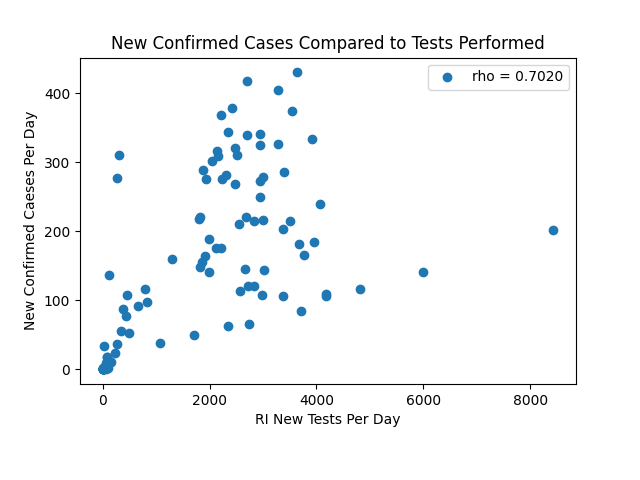 New Confirmed Cases Compared to Tests Performed
rho = 0.7020
New Confirmed Caeses Per Day
400
300
200
100
0
0 2000 4000 6000 8000
RI New Tests Per Day